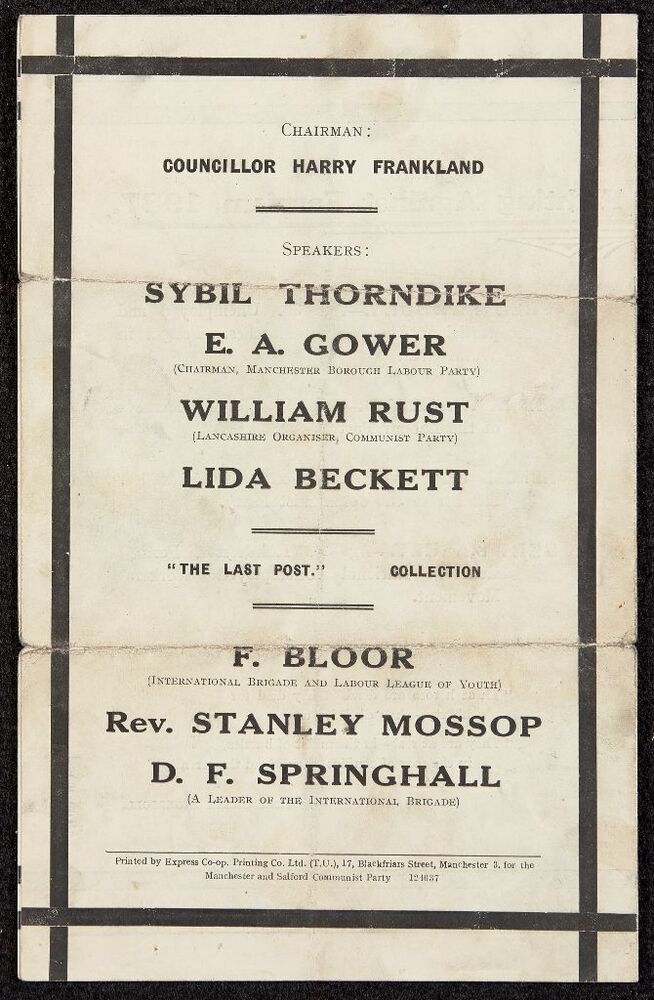 CHAIRMAN:
COUNCILLOR HARRY FRANKLAND
SPEAKERS:
SYBIL THORNDIKE
E. A. GOWER
(CHAIRMAN, MANCHESTER BOROUGH LABOUR PARTY)
WILLIAM RUST
(LANCASHIRE ORGANISER, COMMUNIST PARTY)
LIDA BECKETT
"THE LAST POST." COLLECTION
F. BLOOR
(INTERNATIONAL BRIGADE AND LABOUR LEAGUE OF YOUTH)
Rev. STANLEY MOSSOP
D. F. SPRINGHALL
(A LEADER OF THE INTERNATIONAL BRIGADE)
Printed by Express Co-op. Printing Co. Ltd. (T.U.), 17, Blackfriars Street, Manchester 3, for the
Manchester and Salford Communist Party